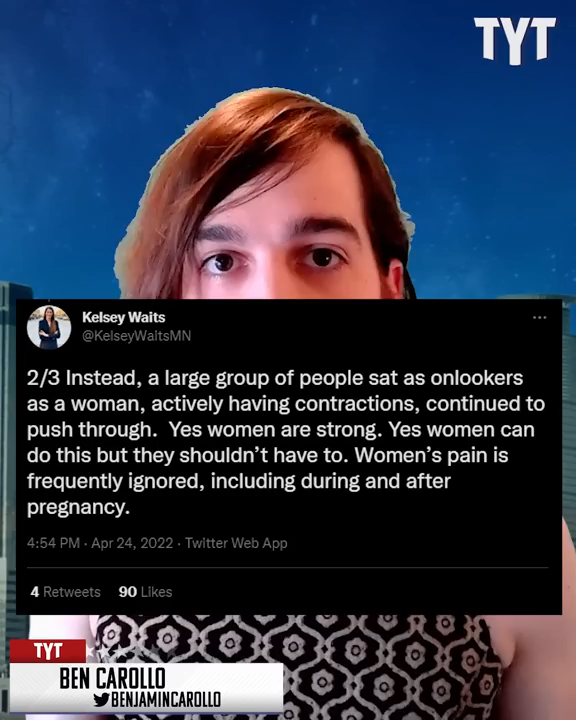 TYT
Kelsey Waits
@KelseyWaitsMN
2/3 Instead, a large group of people sat as onlookers
as a woman, actively having contractions, continued to
push through.  Yes women are strong. Yes women can
do this but they shouldn’t have to. Women’s pain is
frequently ignored, including during and after
pregnancy.
4:54 PM · Apr 24, 2022 · Twitter Web App
4 Retweets 90 Likes
TYT
BEN CAROLLO
BENJAMINCAROLLO